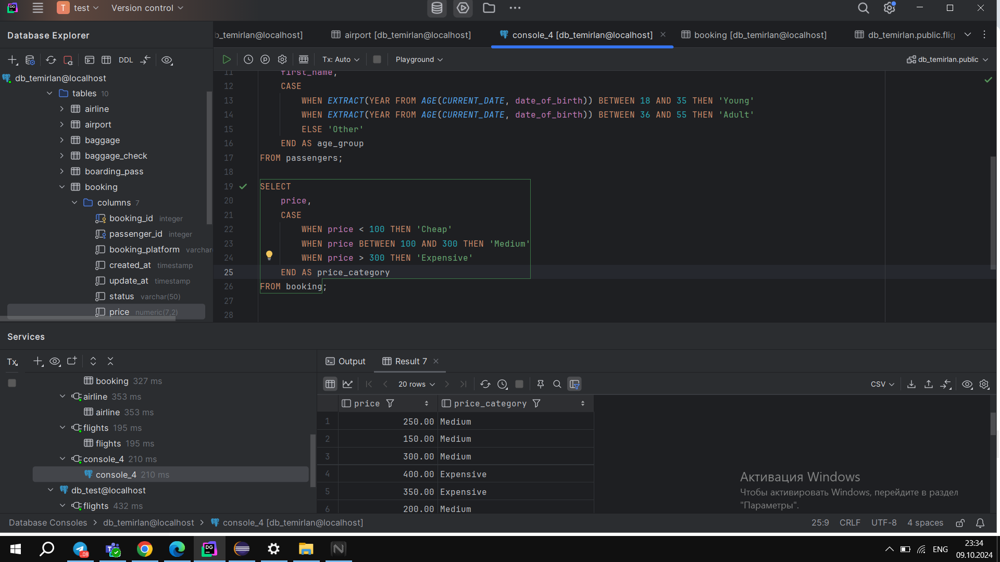 T test Version control
Database Explorer
b_temirlan@localhost] airport [db_temirlan@localhost] console_4 [db_temirlan@localhost] booking [db_temirlan@localhost] db_temirlan.public.flig
DDL Tx: Auto Playground db_temirlan.public
db_temirlan@localhost
tables 10
airline
airport
baggage
baggage_check
boarding_pass
booking
columns 7
booking_id integer
passenger_id integer
booking_platform varchar
created_at timestamp
update_at timestamp
status varchar(50)
price numeric(7,2)
11 first_name,
12 CASE
13 WHEN EXTRACT(YEAR FROM AGE(CURRENT_DATE, date_of_birth)) BETWEEN 18 AND 35 THEN 'Young'
14 WHEN EXTRACT(YEAR FROM AGE(CURRENT_DATE, date_of_birth)) BETWEEN 36 AND 55 THEN 'Adult'
15 ELSE 'Other'
16 END AS age_group
17 FROM passengers;
18
19 SELECT
20 price,
21 CASE
22 WHEN price < 100 THEN 'Cheap'
23 WHEN price BETWEEN 100 AND 300 THEN 'Medium'
24 WHEN price > 300 THEN 'Expensive'
25 END AS price_category
26 FROM booking;
27
28
Services
Tx
booking 327 ms
airline 353 ms
airline 353 ms
flights 195 ms
flights 195 ms
console_4 210 ms
console_4 210 ms
db_test@localhost
flights 432 ms
Output Result 7
20 rows CSV
price price_category
1 250.00 Medium
2 150.00 Medium
3 300.00 Medium
4 400.00 Expensive
5 350.00 Expensive
6 200.00 Medium
Активация Windows
Чтобы активировать Windows, перейдите в раздел
"Параметры".
Database Consoles > db_temirlan@localhost > console_4 [db_temirlan@localhost] 25:9 CRLF UTF-8 4 spaces
ENG 23:34
09.10.2024